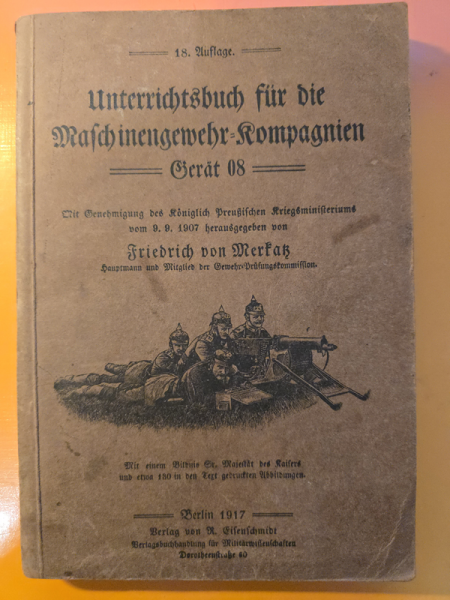 18. Auflage.
Unterrichtsbuch für die
Maschinengewehr-Kompagnien
Gerät 08
Mit Genehmigung des Königlich Preußischen Kriegsministeriums
vom 9. 9. 1907 herausgegeben von
Friedrich von Merkatz
Hauptmann und Mitglied der Gewehr-Prüfungskommission.
Mit einem Bildnis Sr. Majestät des Kaisers
und etwa 150 in den Text gedruckten Abbildungen.
Berlin 1917
Verlag von R. Eisenschmidt
Verlagsbuchhandlung für Militärwissenschaften
Dorotheenstraße 60